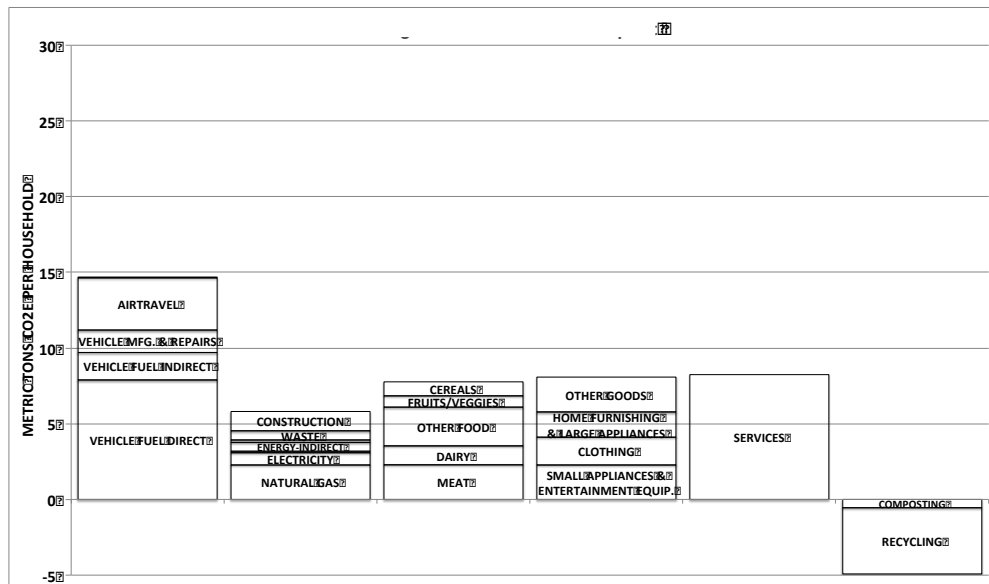 30
25
20
15
10
5
0
-5
METRIC TONS CO2E PER HOUSEHOLD
AIRTRAVEL
VEHICLE MFG. & REPAIRS
VEHICLE FUEL INDIRECT
VEHICLE FUEL DIRECT
CONSTRUCTION
WASTE
ENERGY-INDIRECT
ELECTRICITY
NATURAL GAS
CEREALS
FRUITS/VEGGIES
OTHER FOOD
DAIRY
MEAT
OTHER GOODS
HOME FURNISHING
& LARGE APPLIANCES
CLOTHING
SMALL APPLIANCES &
ENTERTAINMENT EQUIP.
SERVICES
COMPOSTING
RECYCLING